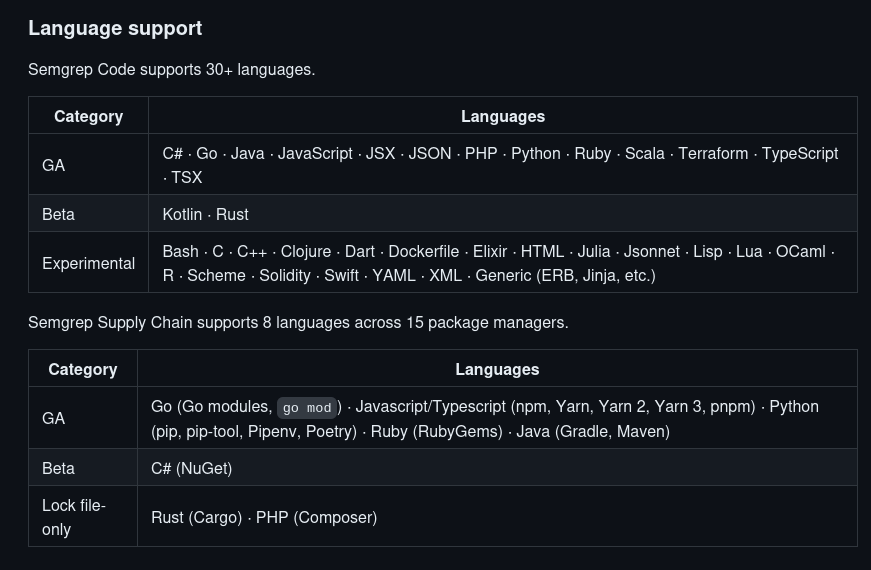 Language support
Semgrep Code supports 30+ languages.
Category Languages
GA
C# · Go · Java · JavaScript · JSX · JSON · PHP · Python · Ruby · Scala · Terraform · TypeScript
· TSX
Beta Kotlin · Rust
Experimental
Bash · C · C++ · Clojure · Dart · Dockerfile · Elixir · HTML · Julia · Jsonnet · Lisp · Lua · OCaml ·
R · Scheme · Solidity · Swift · YAML · XML · Generic (ERB, Jinja, etc.)
Semgrep Supply Chain supports 8 languages across 15 package managers.
Category Languages
GA
Go (Go modules, go mod) · Javascript/Typescript (npm, Yarn, Yarn 2, Yarn 3, pnpm) · Python
(pip, pip-tool, Pipenv, Poetry) · Ruby (RubyGems) · Java (Gradle, Maven)
Beta C# (NuGet)
Lock file-
only
Rust (Cargo) · PHP (Composer)